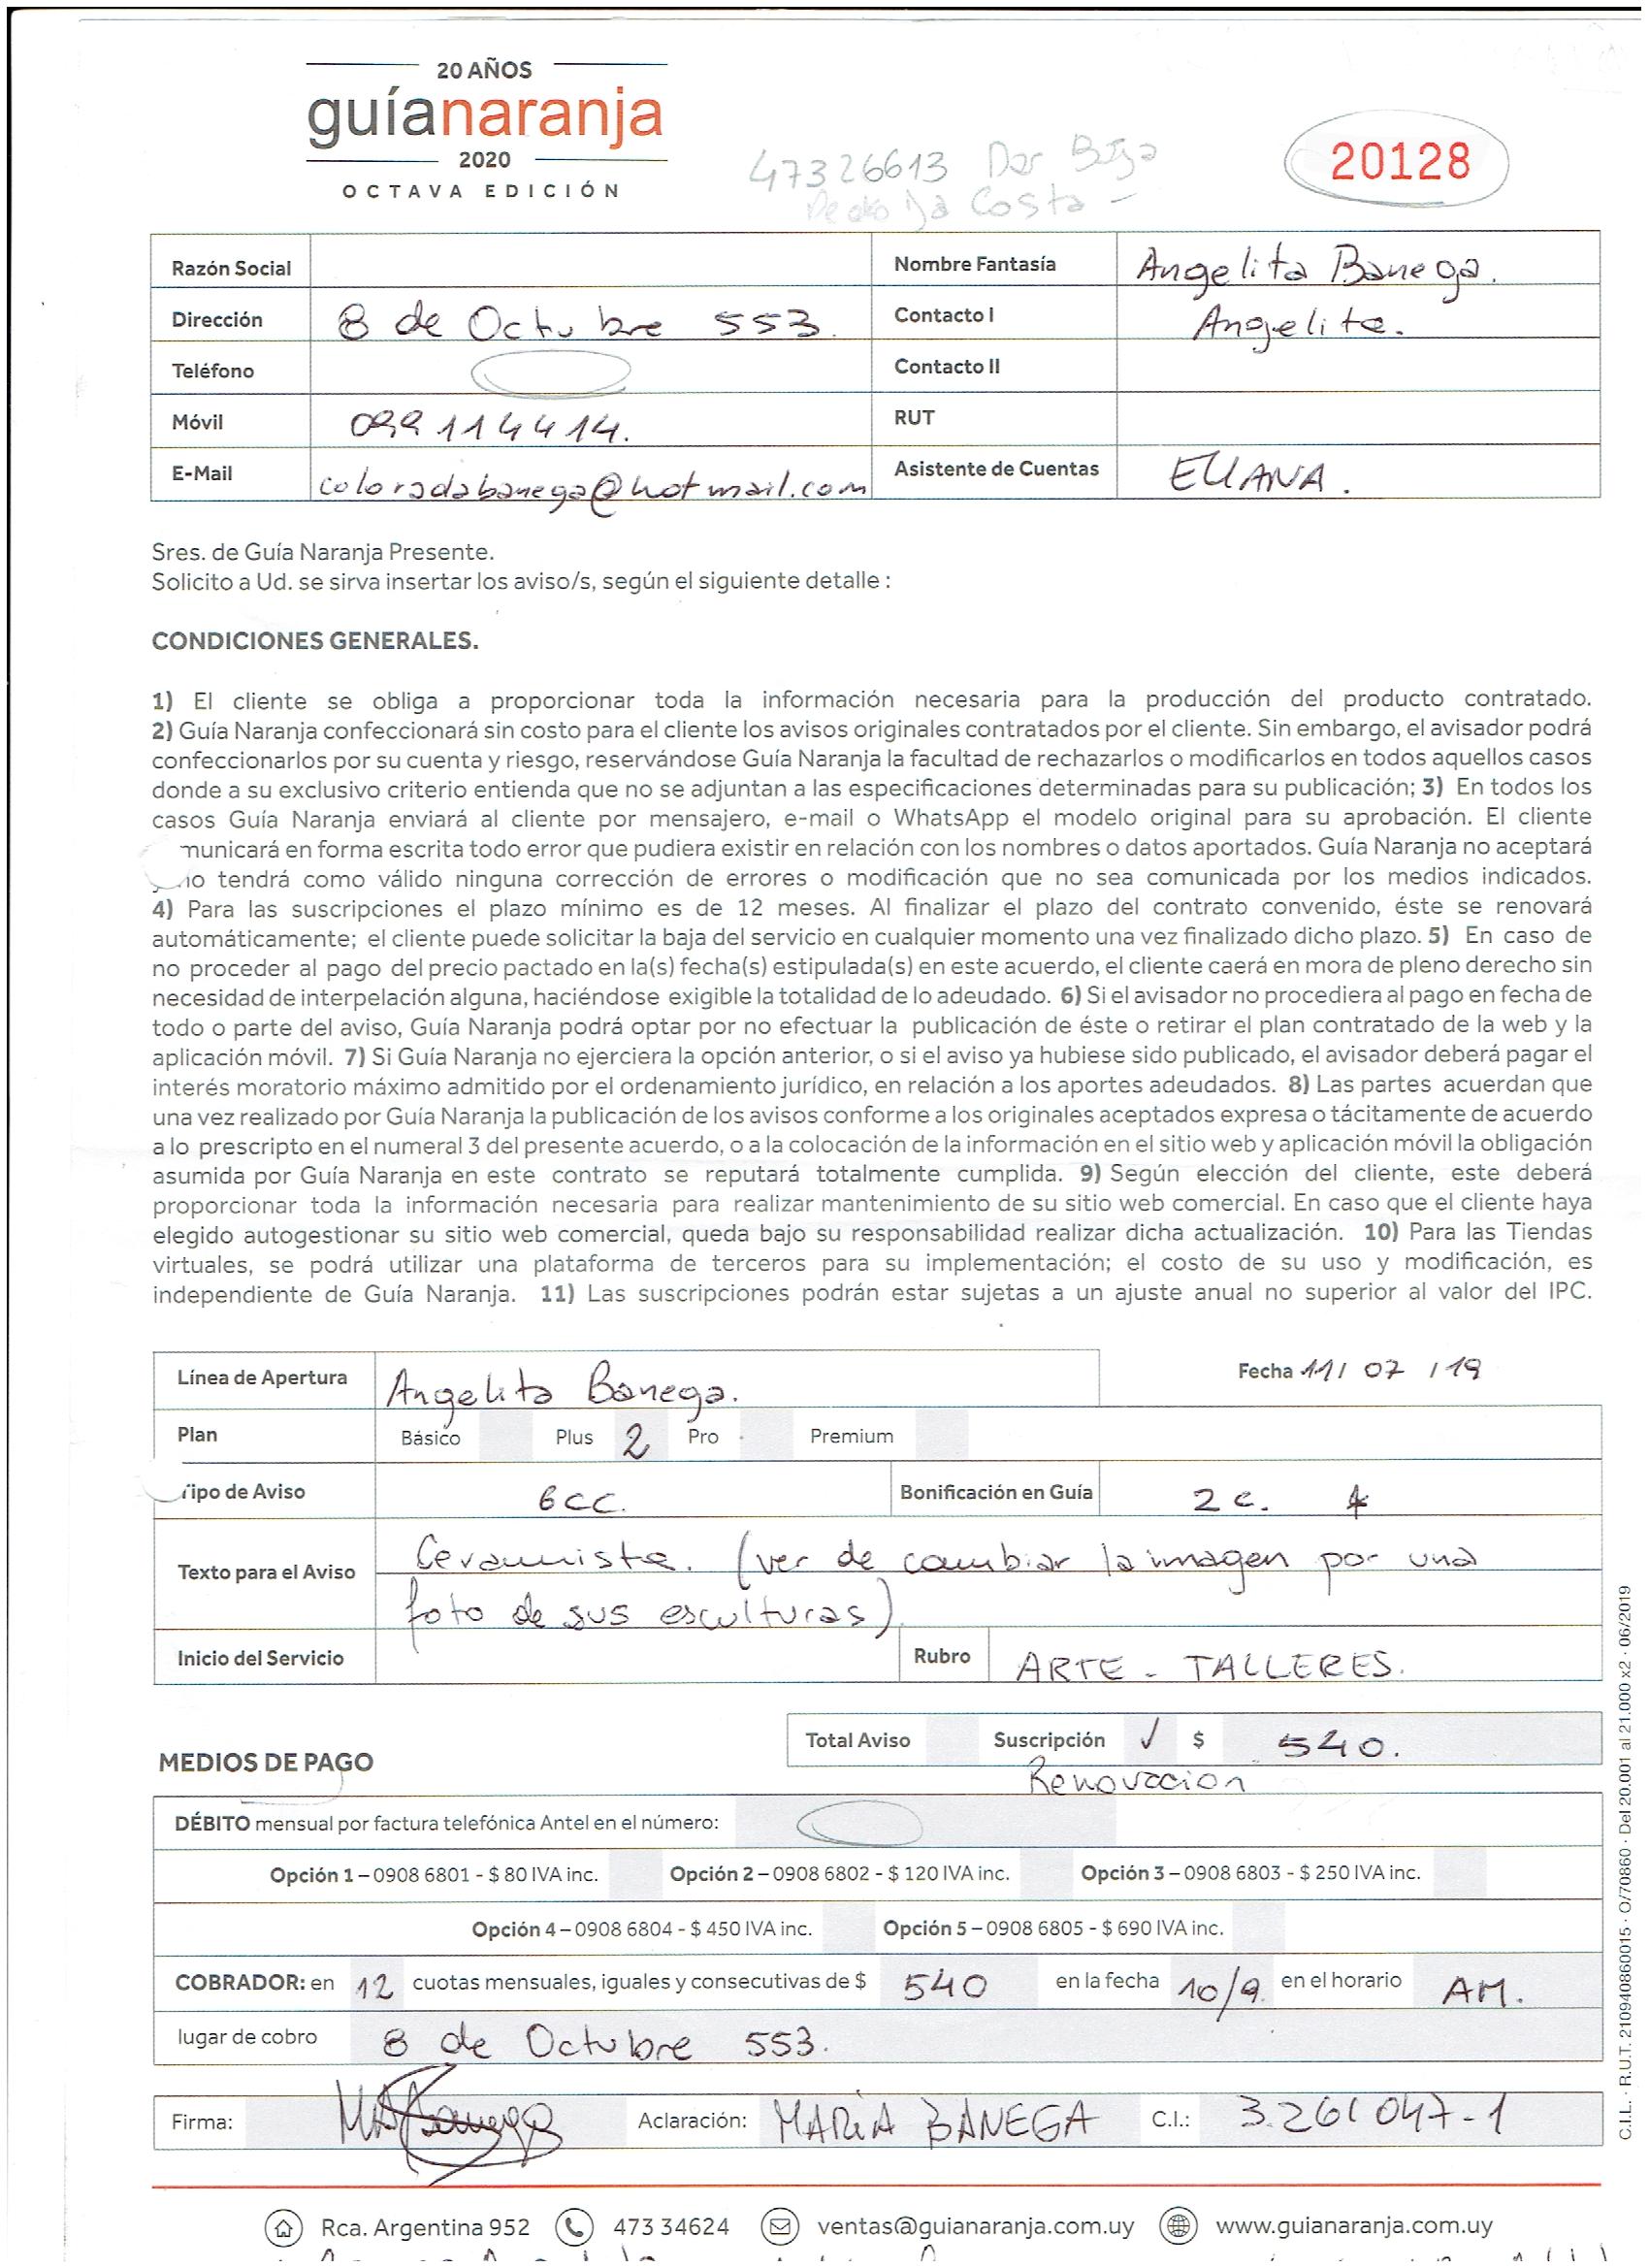 20 AÑOS
guíanaranja
2020
OCTAVA EDICIÓN
47326613 Dar Baja
Da Costa -
20128
Razón Social
Nombre Fantasía Angelita Banega.
Dirección 8 de Octubre 553.
Contacto I Angelita.
Teléfono
Contacto II
Móvil 099114414.
RUT
E-Mail coloradabanega@hotmail.com
Asistente de Cuentas ELIANA.
Sres. de Guía Naranja Presente.
Solicito a Ud. se sirva insertar los aviso/s, según el siguiente detalle :
CONDICIONES GENERALES.
1) El cliente se obliga a proporcionar toda la información necesaria para la producción del producto contratado.
2) Guía Naranja confeccionará sin costo para el cliente los avisos originales contratados por el cliente. Sin embargo, el avisador podrá
confeccionarlos por su cuenta y riesgo, reservándose Guía Naranja la facultad de rechazarlos o modificarlos en todos aquellos casos
donde a su exclusivo criterio entienda que no se adjuntan a las especificaciones determinadas para su publicación; 3) En todos los
casos Guía Naranja enviará al cliente por mensajero, e-mail o WhatsApp el modelo original para su aprobación. El cliente
municará en forma escrita todo error que pudiera existir en relación con los nombres o datos aportados. Guía Naranja no aceptará
y no tendrá como válido ninguna corrección de errores o modificación que no sea comunicada por los medios indicados.
4) Para las suscripciones el plazo mínimo es de 12 meses. Al finalizar el plazo del contrato convenido, éste se renovará
automáticamente; el cliente puede solicitar la baja del servicio en cualquier momento una vez finalizado dicho plazo. 5) En caso de
no proceder al pago del precio pactado en la(s) fecha(s) estipulada(s) en este acuerdo, el cliente caerá en mora de pleno derecho sin
necesidad de interpelación alguna, haciéndose exigible la totalidad de lo adeudado. 6) Si el avisador no procediera al pago en fecha de
todo o parte del aviso, Guía Naranja podrá optar por no efectuar la publicación de éste o retirar el plan contratado de la web y la
aplicación móvil. 7) Si Guía Naranja no ejerciera la opción anterior, o si el aviso ya hubiese sido publicado, el avisador deberá pagar el
interés moratorio máximo admitido por el ordenamiento jurídico, en relación a los aportes adeudados. 8) Las partes acuerdan que
una vez realizado por Guía Naranja la publicación de los avisos conforme a los originales aceptados expresa o tácitamente de acuerdo
a lo prescripto en el numeral 3 del presente acuerdo, o a la colocación de la información en el sitio web y aplicación móvil la obligación
asumida por Guía Naranja en este contrato se reputará totalmente cumplida. 9) Según elección del cliente, este deberá
proporcionar toda la información necesaria para realizar mantenimiento de su sitio web comercial. En caso que el cliente haya
elegido autogestionar su sitio web comercial, queda bajo su responsabilidad realizar dicha actualización. 10) Para las Tiendas
virtuales, se podrá utilizar una plataforma de terceros para su implementación; el costo de su uso y modificación, es
independiente de Guía Naranja. 11) Las suscripciones podrán estar sujetas a un ajuste anual no superior al valor del IPC.
Línea de Apertura Angelita Banega.
Fecha 11/ 07 /19
Plan Básico Plus 2 Pro Premium
Tipo de Aviso 6cc.
Bonificación en Guía 2c.
Texto para el Aviso Ceramista. (ver de cambiar la imagen por una
foto de sus esculturas)
Inicio del Servicio
Rubro ARTE - TALLERES.
Total Aviso Suscripción ✓ $ 540.
Renovación
MEDIOS DE PAGO
DÉBITO mensual por factura telefónica Antel en el número:
Opción 1 – 0908 6801 - $ 80 IVA inc. Opción 2 – 0908 6802 - $ 120 IVA inc. Opción 3 – 0908 6803 - $ 250 IVA inc.
Opción 4 – 0908 6804 - $ 450 IVA inc. Opción 5 – 0908 6805 - $ 690 IVA inc.
COBRADOR: en 12 cuotas mensuales, iguales y consecutivas de $ 540 en la fecha 10/9. en el horario AM.
lugar de cobro 8 de Octubre 553.
Firma: Aclaración: MARÍA BANEGA C.I.: 3.261 047-1
Rca. Argentina 952 473 34624 ventas@guianaranja.com.uy www.guianaranja.com.uy
C.I.L. · R.U.T. 210940860015 · O/70860 · Del 20.001 al 21.000 x2 · 06/2019